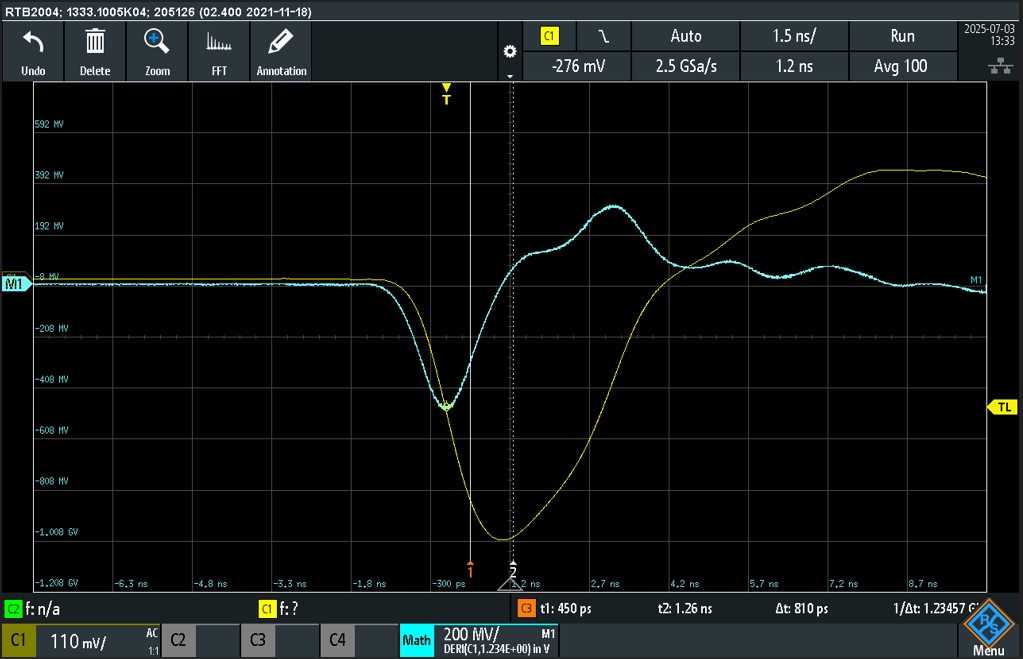 RTB2004; 1333.1005K04; 205126 (02.400 2021-11-18)
Undo Delete Zoom FFT Annotation
C1 Auto 1.5 ns/ Run
-276 mV 2.5 GSa/s 1.2 ns Avg 100
2025-07-03
13:33
T
592 MV
392 MV
192 MV
-8 MV
M1 M1
-208 MV
-408 MV
TL
-608 MV
-808 MV
-1.008 GV
1 2
-1.208 GV -6.3 ns -4.8 ns -3.3 ns -1.8 ns -300 ps 1.2 ns 2.7 ns 4.2 ns 5.7 ns 7.2 ns 8.7 ns
C2 f: n/a C1 f: ? C3 t1: 450 ps t2: 1.26 ns Δt: 810 ps 1/Δt: 1.23457 G
C1 110 mV/ AC 1:1 C2 C3 C4 Math 200 MV/ M1
DERI(C1,1.234E+00) in V
R&S
Menu